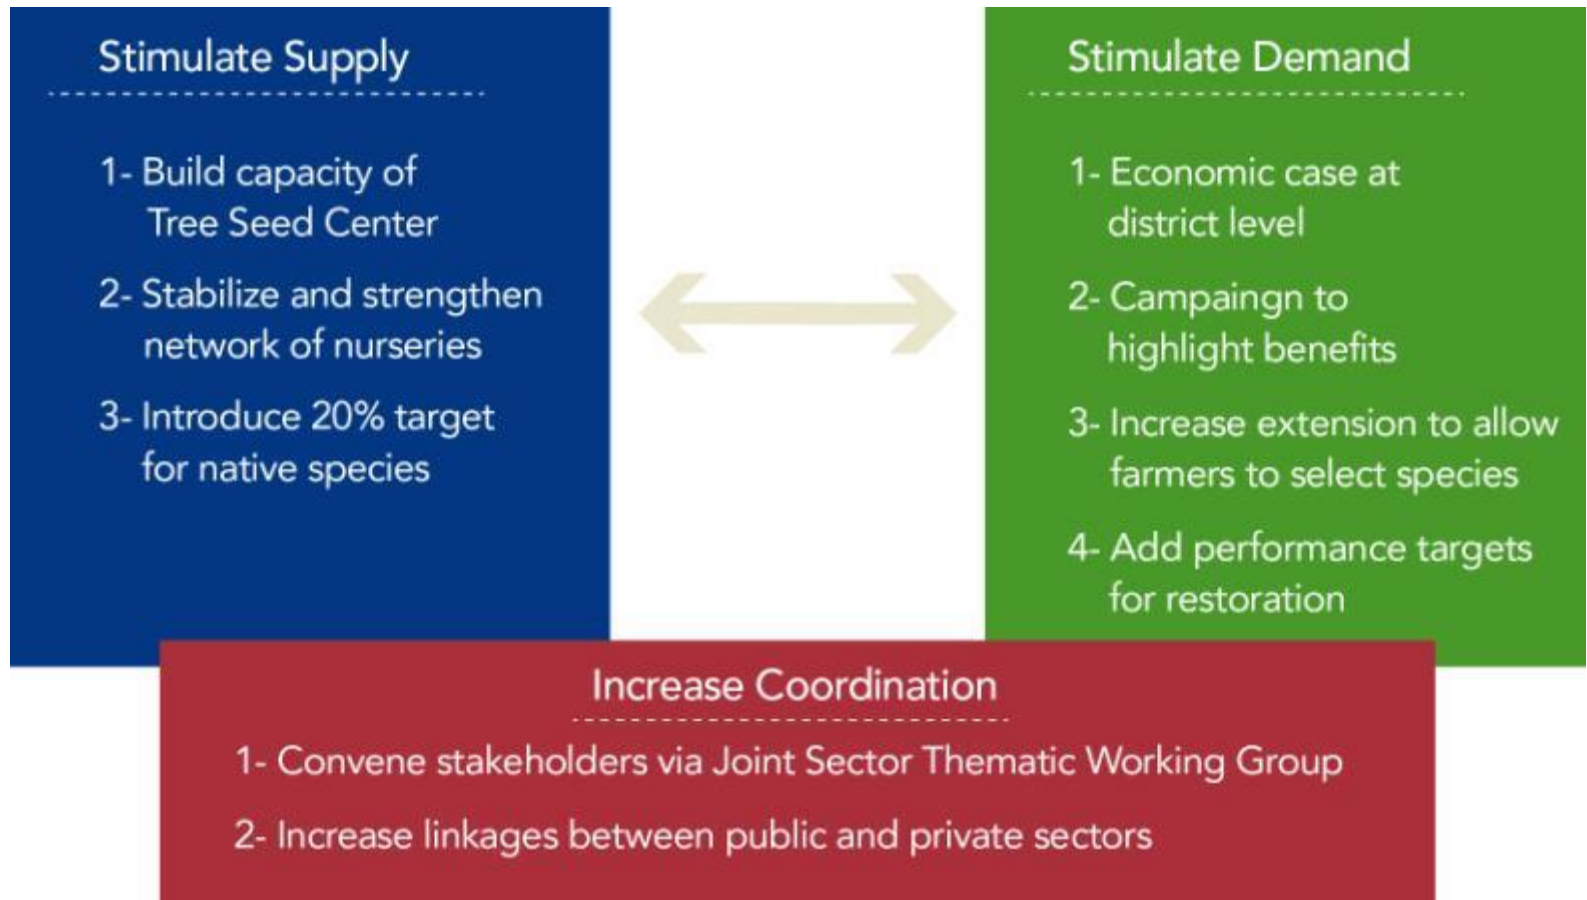 Stimulate Supply
1- Build capacity of
Tree Seed Center
2- Stabilize and strengthen
network of nurseries
3- Introduce 20% target
for native species
Stimulate Demand
1- Economic case at
district level
2- Campaingn to
highlight benefits
3- Increase extension to allow
farmers to select species
4- Add performance targets
for restoration
Increase Coordination
1- Convene stakeholders via Joint Sector Thematic Working Group
2- Increase linkages between public and private sectors